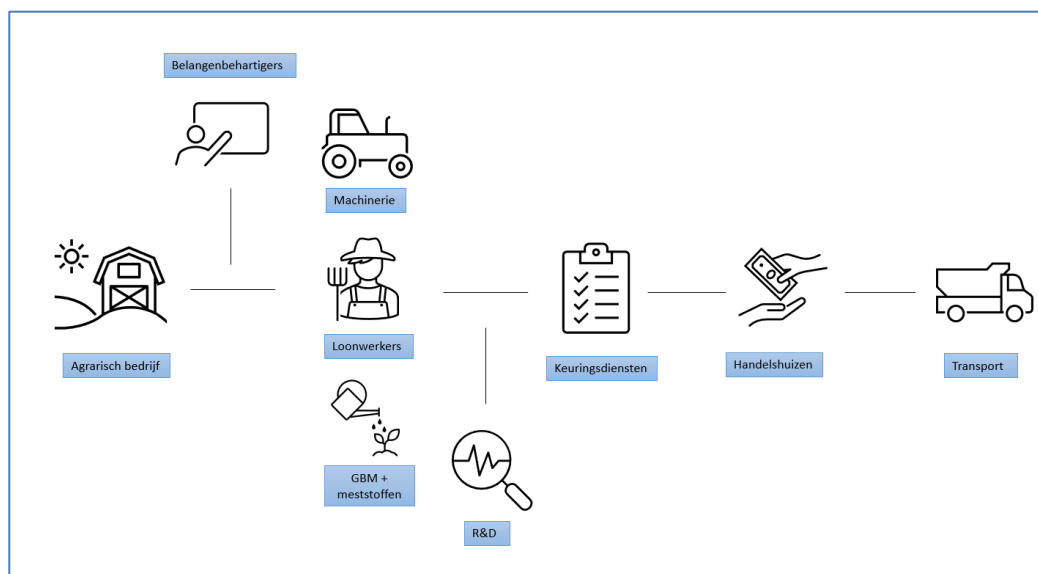 Belangenbehartigers
Machinerie
Agrarisch bedrijf
Loonwerkers
Keuringsdiensten
Handelshuizen
Transport
GBM +
meststoffen
R&D